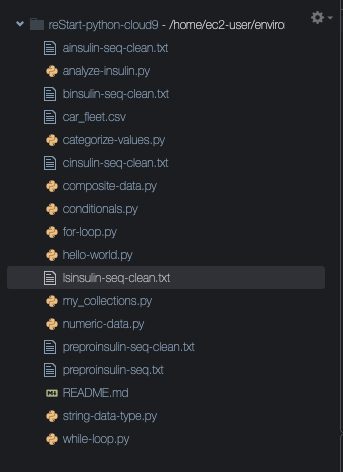 reStart-python-cloud9 - /home/ec2-user/enviro
ainsulin-seq-clean.txt
analyze-insulin.py
binsulin-seq-clean.txt
car_fleet.csv
categorize-values.py
cinsulin-seq-clean.txt
composite-data.py
conditionals.py
for-loop.py
hello-world.py
lsinsulin-seq-clean.txt
my_collections.py
numeric-data.py
preproinsulin-seq-clean.txt
preproinsulin-seq.txt
README.md
string-data-type.py
while-loop.py